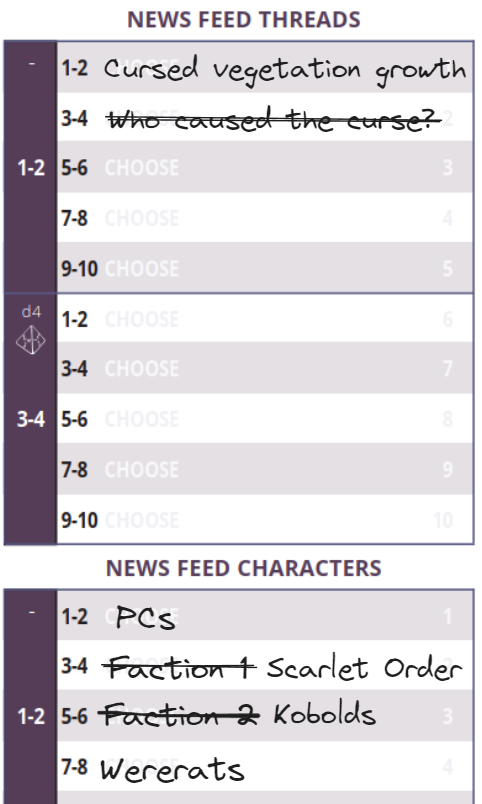 NEWS FEED THREADS
- 1-2 Cursed vegetation growth
3-4 Who caused the curse? 2
1-2 5-6 CHOOSE 3
7-8 CHOOSE 4
9-10 CHOOSE 5
d4 1-2 CHOOSE 6
3-4 CHOOSE 7
3-4 5-6 CHOOSE 8
7-8 CHOOSE 9
9-10 CHOOSE 10
NEWS FEED CHARACTERS
- 1-2 PCs 1
3-4 Faction 1 Scarlet Order
1-2 5-6 Faction 2 Kobolds 3
7-8 Wererats 4